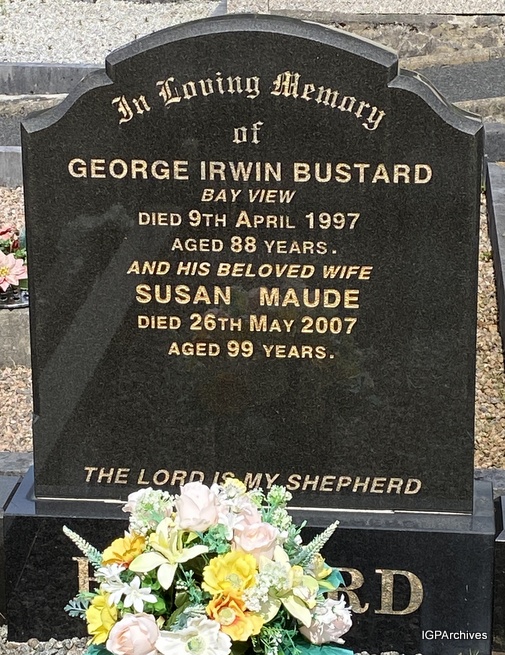 In Loving Memory
of
GEORGE IRWIN BUSTARD
BAY VIEW
DIED 9TH APRIL 1997
AGED 88 YEARS.
AND HIS BELOVED WIFE
SUSAN MAUDE
DIED 26TH MAY 2007
AGED 99 YEARS.
THE LORD IS MY SHEPHERD
IGPArchives